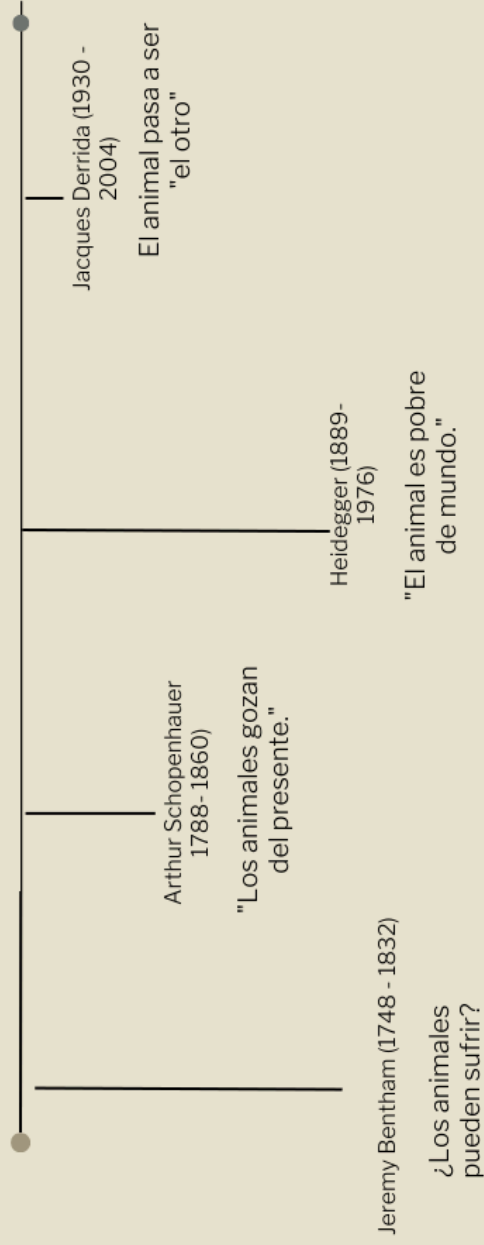 Jeremy Bentham (1748 - 1832)
¿Los animales
pueden sufrir?
Arthur Schopenhauer
1788- 1860)
"Los animales gozan
del presente."
Heidegger (1889-
1976)
"El animal es pobre
de mundo."
Jacques Derrida (1930 -
2004)
El animal pasa a ser
"el otro"